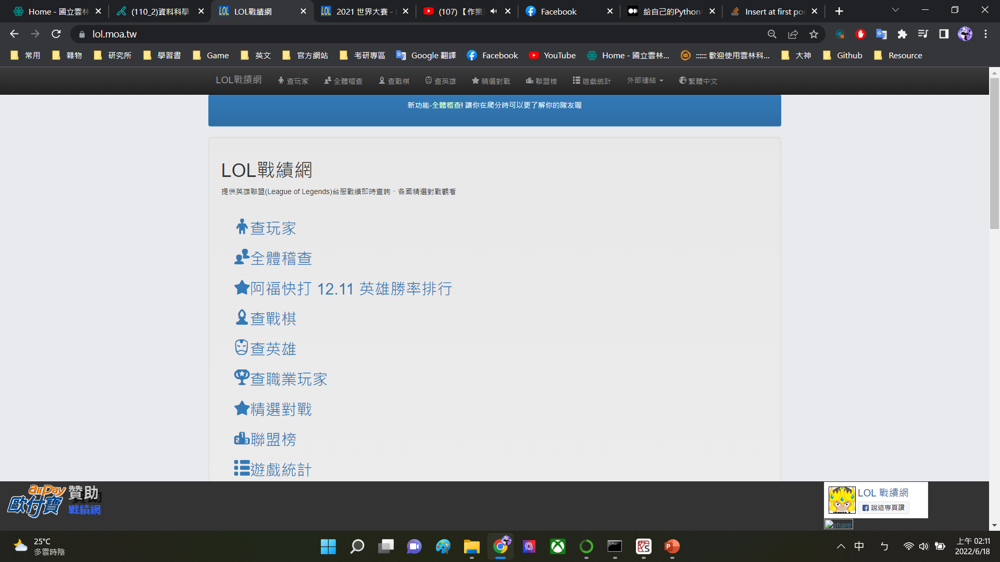 Home - 國立雲林
(110_2)資料科學
LOL戰績網
2021 世界大賽 -
(107)【作業
Facebook
給自己的Python
Insert at first pos
lol.moa.tw
常用
雜物
研究所
學習書
Game
英文
官方網站
考研專區
Google 翻譯
Facebook
YouTube
Home - 國立雲林...
:::::: 歡迎使用雲林科...
大神
Github
Resource
LOL戰績網
查玩家
全體稽查
查戰棋
查英雄
精選對戰
聯盟榜
遊戲統計
外部連結
繁體中文
新功能-全體稽查! 讓你在爬分時可以更了解你的隊友喔
LOL戰績網
提供英雄聯盟(League of Legends)台服戰績即時查詢、各國精選對戰觀看
查玩家
全體稽查
阿福快打 12.11 英雄勝率排行
查戰棋
查英雄
查職業玩家
精選對戰
聯盟榜
遊戲統計
allPay 贊助
歐付寶 戰績網
LOL 戰績網
說這專頁讚
share
25°C
多雲時陰
中
ㄅ
上午 02:11
2022/6/18